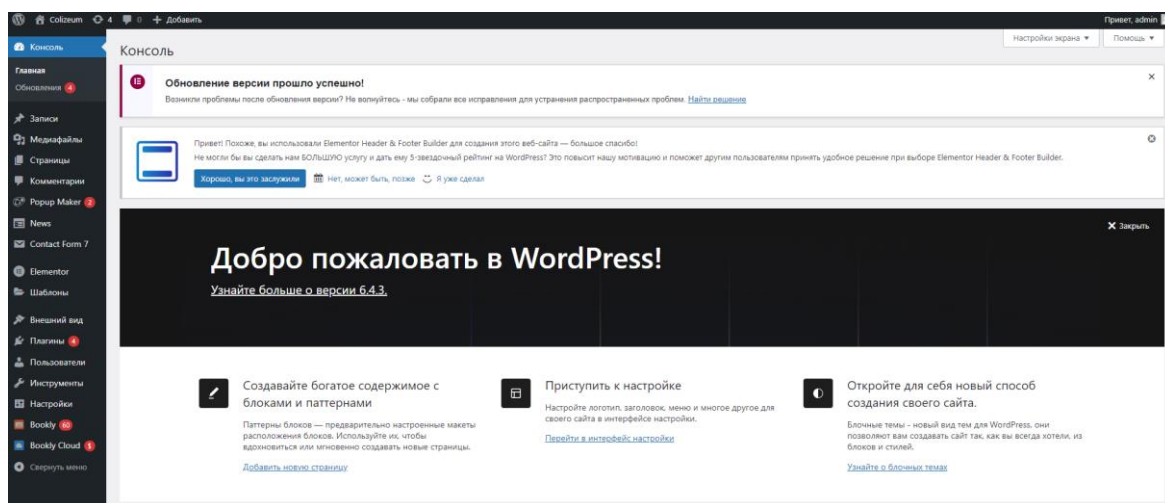 Colizeum 4 0 + Добавить Привет, admin
Настройки экрана ▼ Помощь ▼
Консоль
Главная
Обновления 4
Записи
Медиафайлы
Страницы
Комментарии
Popup Maker 2
News
Contact Form 7
Elementor
Шаблоны
Внешний вид
Плагины 4
Пользователи
Инструменты
Настройки
Bookly 60
Bookly Cloud 1
Свернуть меню
Консоль
Обновление версии прошло успешно!
Возникли проблемы после обновления версии? Не волнуйтесь - мы собрали все исправления для устранения распространенных проблем. Найти решение
Привет! Похоже, вы использовали Elementor Header & Footer Builder для создания этого веб-сайта — большое спасибо!
Не могли бы вы сделать нам БОЛЬШУЮ услугу и дать ему 5-звездочный рейтинг на WordPress? Это повысит нашу мотивацию и поможет другим пользователям принять удобное решение при выборе Elementor Header & Footer Builder.
Хорошо, вы это заслужили Нет, может быть, позже Я уже сделал
Закрыть
Добро пожаловать в WordPress!
Узнайте больше о версии 6.4.3.
Создавайте богатое содержимое с
блоками и паттернами
Паттерны блоков — предварительно настроенные макеты
расположения блоков. Используйте их, чтобы
вдохновиться или мгновенно создавать новые страницы.
Добавить новую страницу
Приступить к настройке
Настройте логотип, заголовок, меню и многое другое для
своего сайта в интерфейсе настройки.
Перейти в интерфейс настройки
Откройте для себя новый способ
создания своего сайта.
Блочные темы - новый вид тем для WordPress, они
позволяют вам создавать сайт так, как вы всегда хотели, из
блоков и стилей.
Узнайте о блочных темах